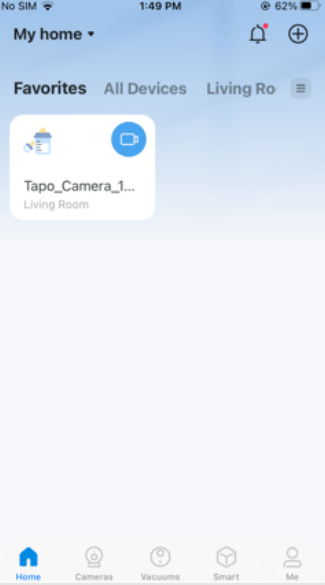 No SIM 1:49 PM 62%
My home
Favorites All Devices Living Ro
Tapo_Camera_1...
Living Room
Home Cameras Vacuums Smart Me